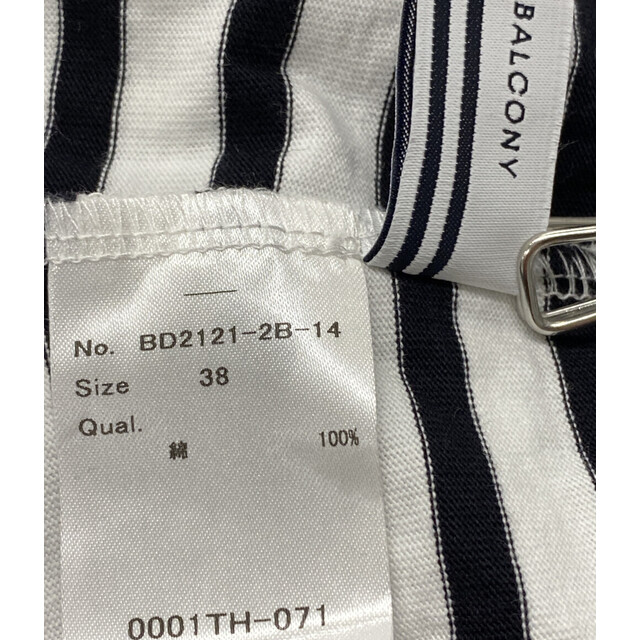 BALCONY
No. BD2121-2B-14
Size 38
Qual.
綿 100%
0001TH-071